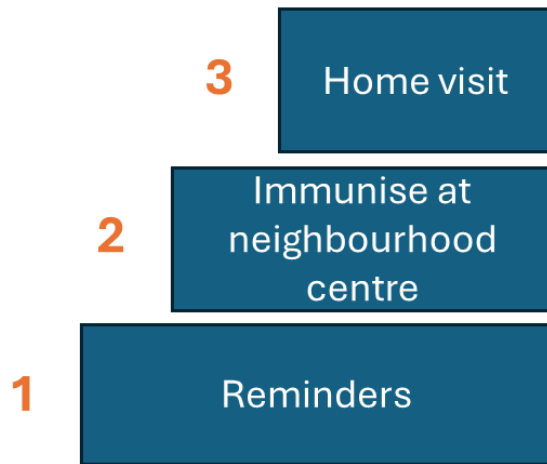 3
Home visit
Immunise at
2
neighbourhood
centre
1
Reminders